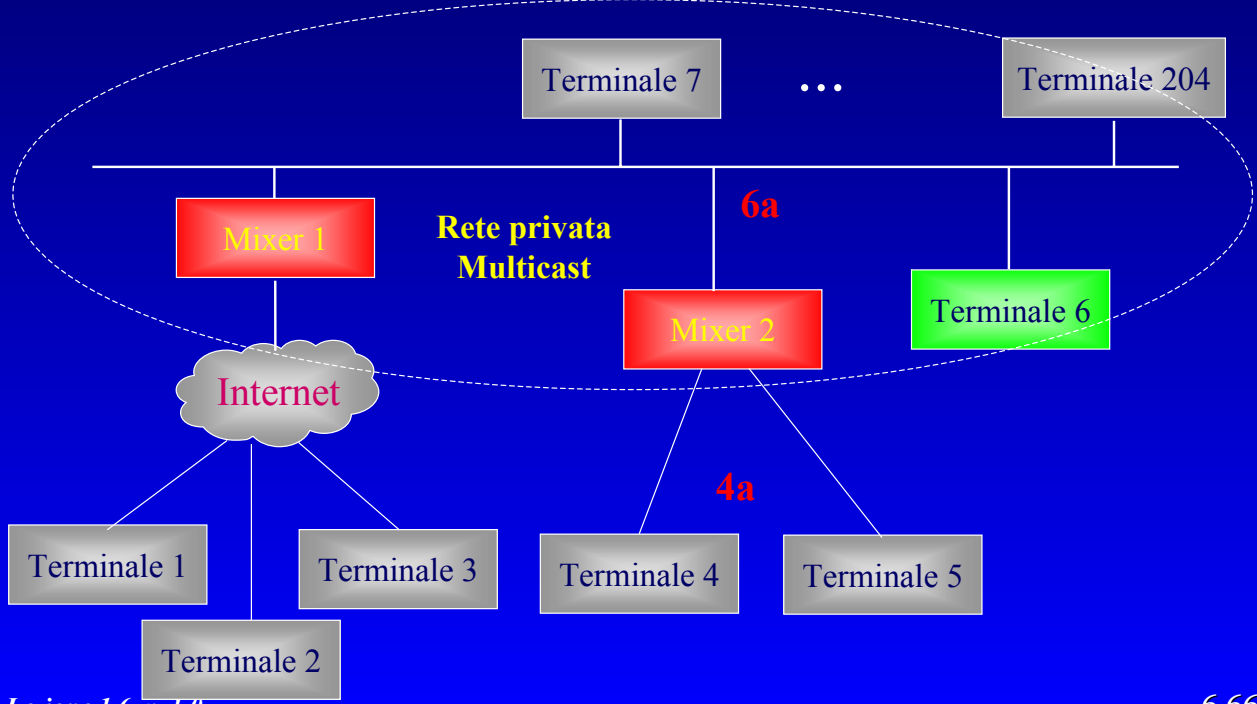 Terminale 7
...
Terminale 204
6a
Mixer 1
Rete privata
Multicast
Mixer 2
Terminale 6
Internet
4a
Terminale 1
Terminale 3
Terminale 4
Terminale 5
Terminale 2